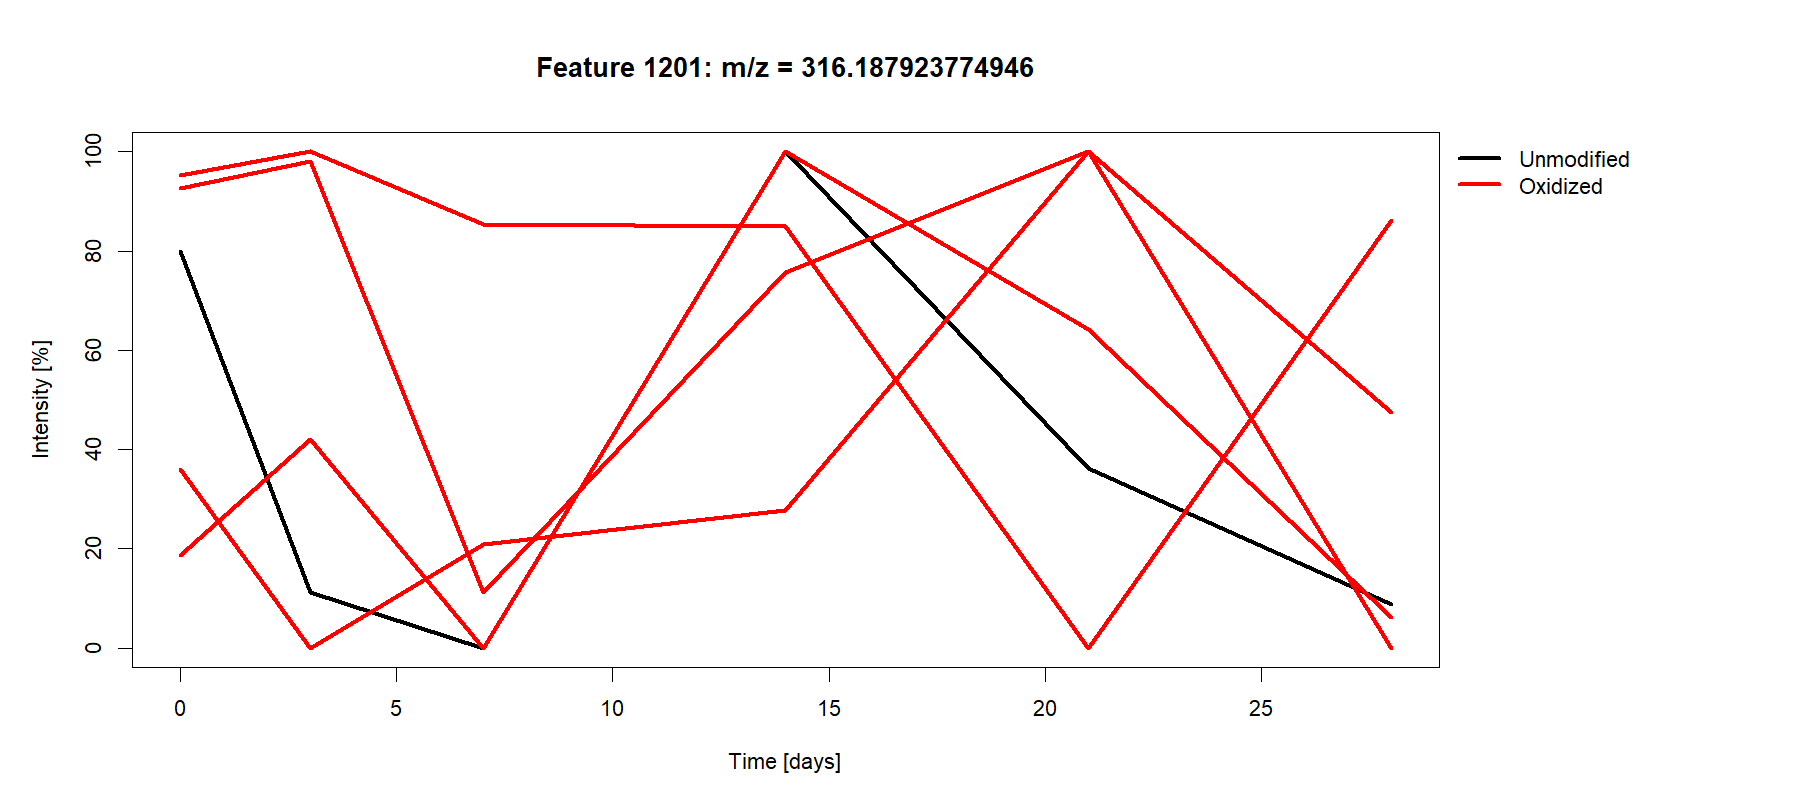 Feature 1201: m/z = 316.187923774946
Unmodified
Oxidized
Intensity [%]
100
80
60
40
20
0
0 5 10 15 20 25
Time [days]